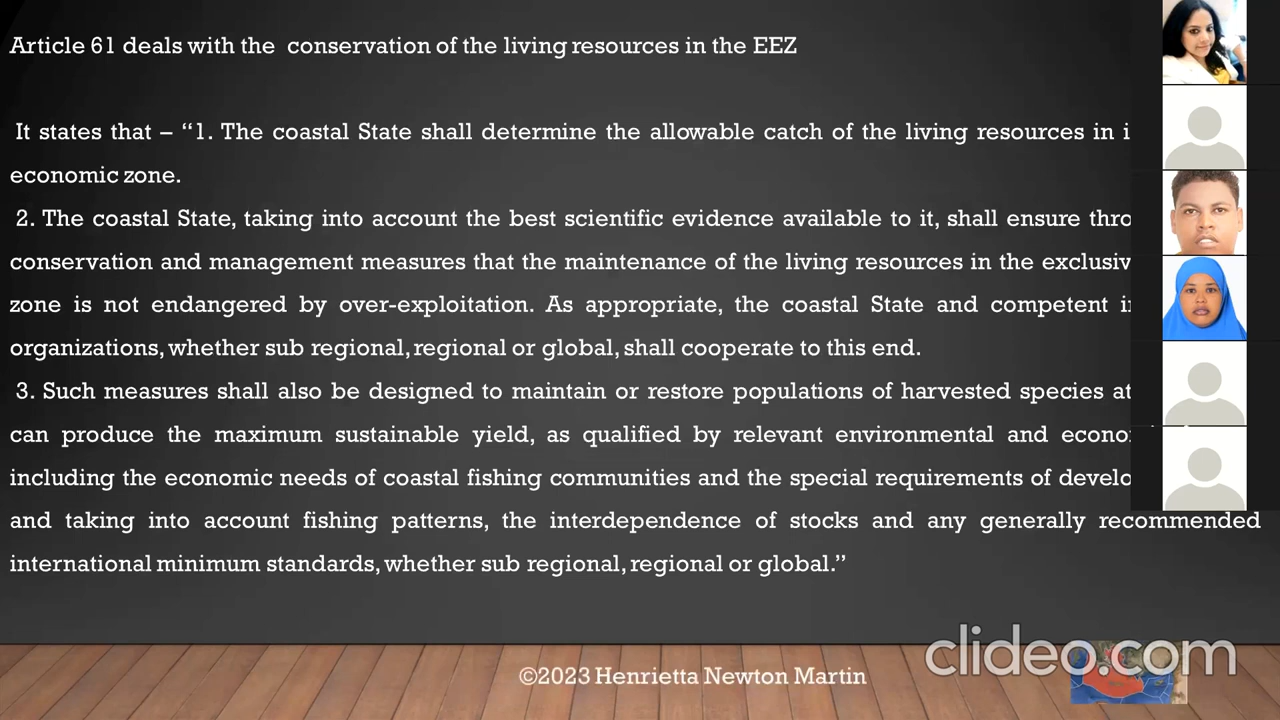 Article 61 deals with the conservation of the living resources in the EEZ
It states that – “1. The coastal State shall determine the allowable catch of the living resources in
economic zone.
2. The coastal State, taking into account the best scientific evidence available to it, shall ensure
conservation and management measures that the maintenance of the living resources in the
zone is not endangered by over-exploitation. As appropriate, the coastal State and competent
organizations, whether sub regional, regional or global, shall cooperate to this end.
3. Such measures shall also be designed to maintain or restore populations of harvested species at
can produce the maximum sustainable yield, as qualified by relevant environmental and
including the economic needs of coastal fishing communities and the special requirements of
and taking into account fishing patterns, the interdependence of stocks and any generally recommended
international minimum standards, whether sub regional, regional or global.”
clideo.com
©2023 Henrietta Newton Martin